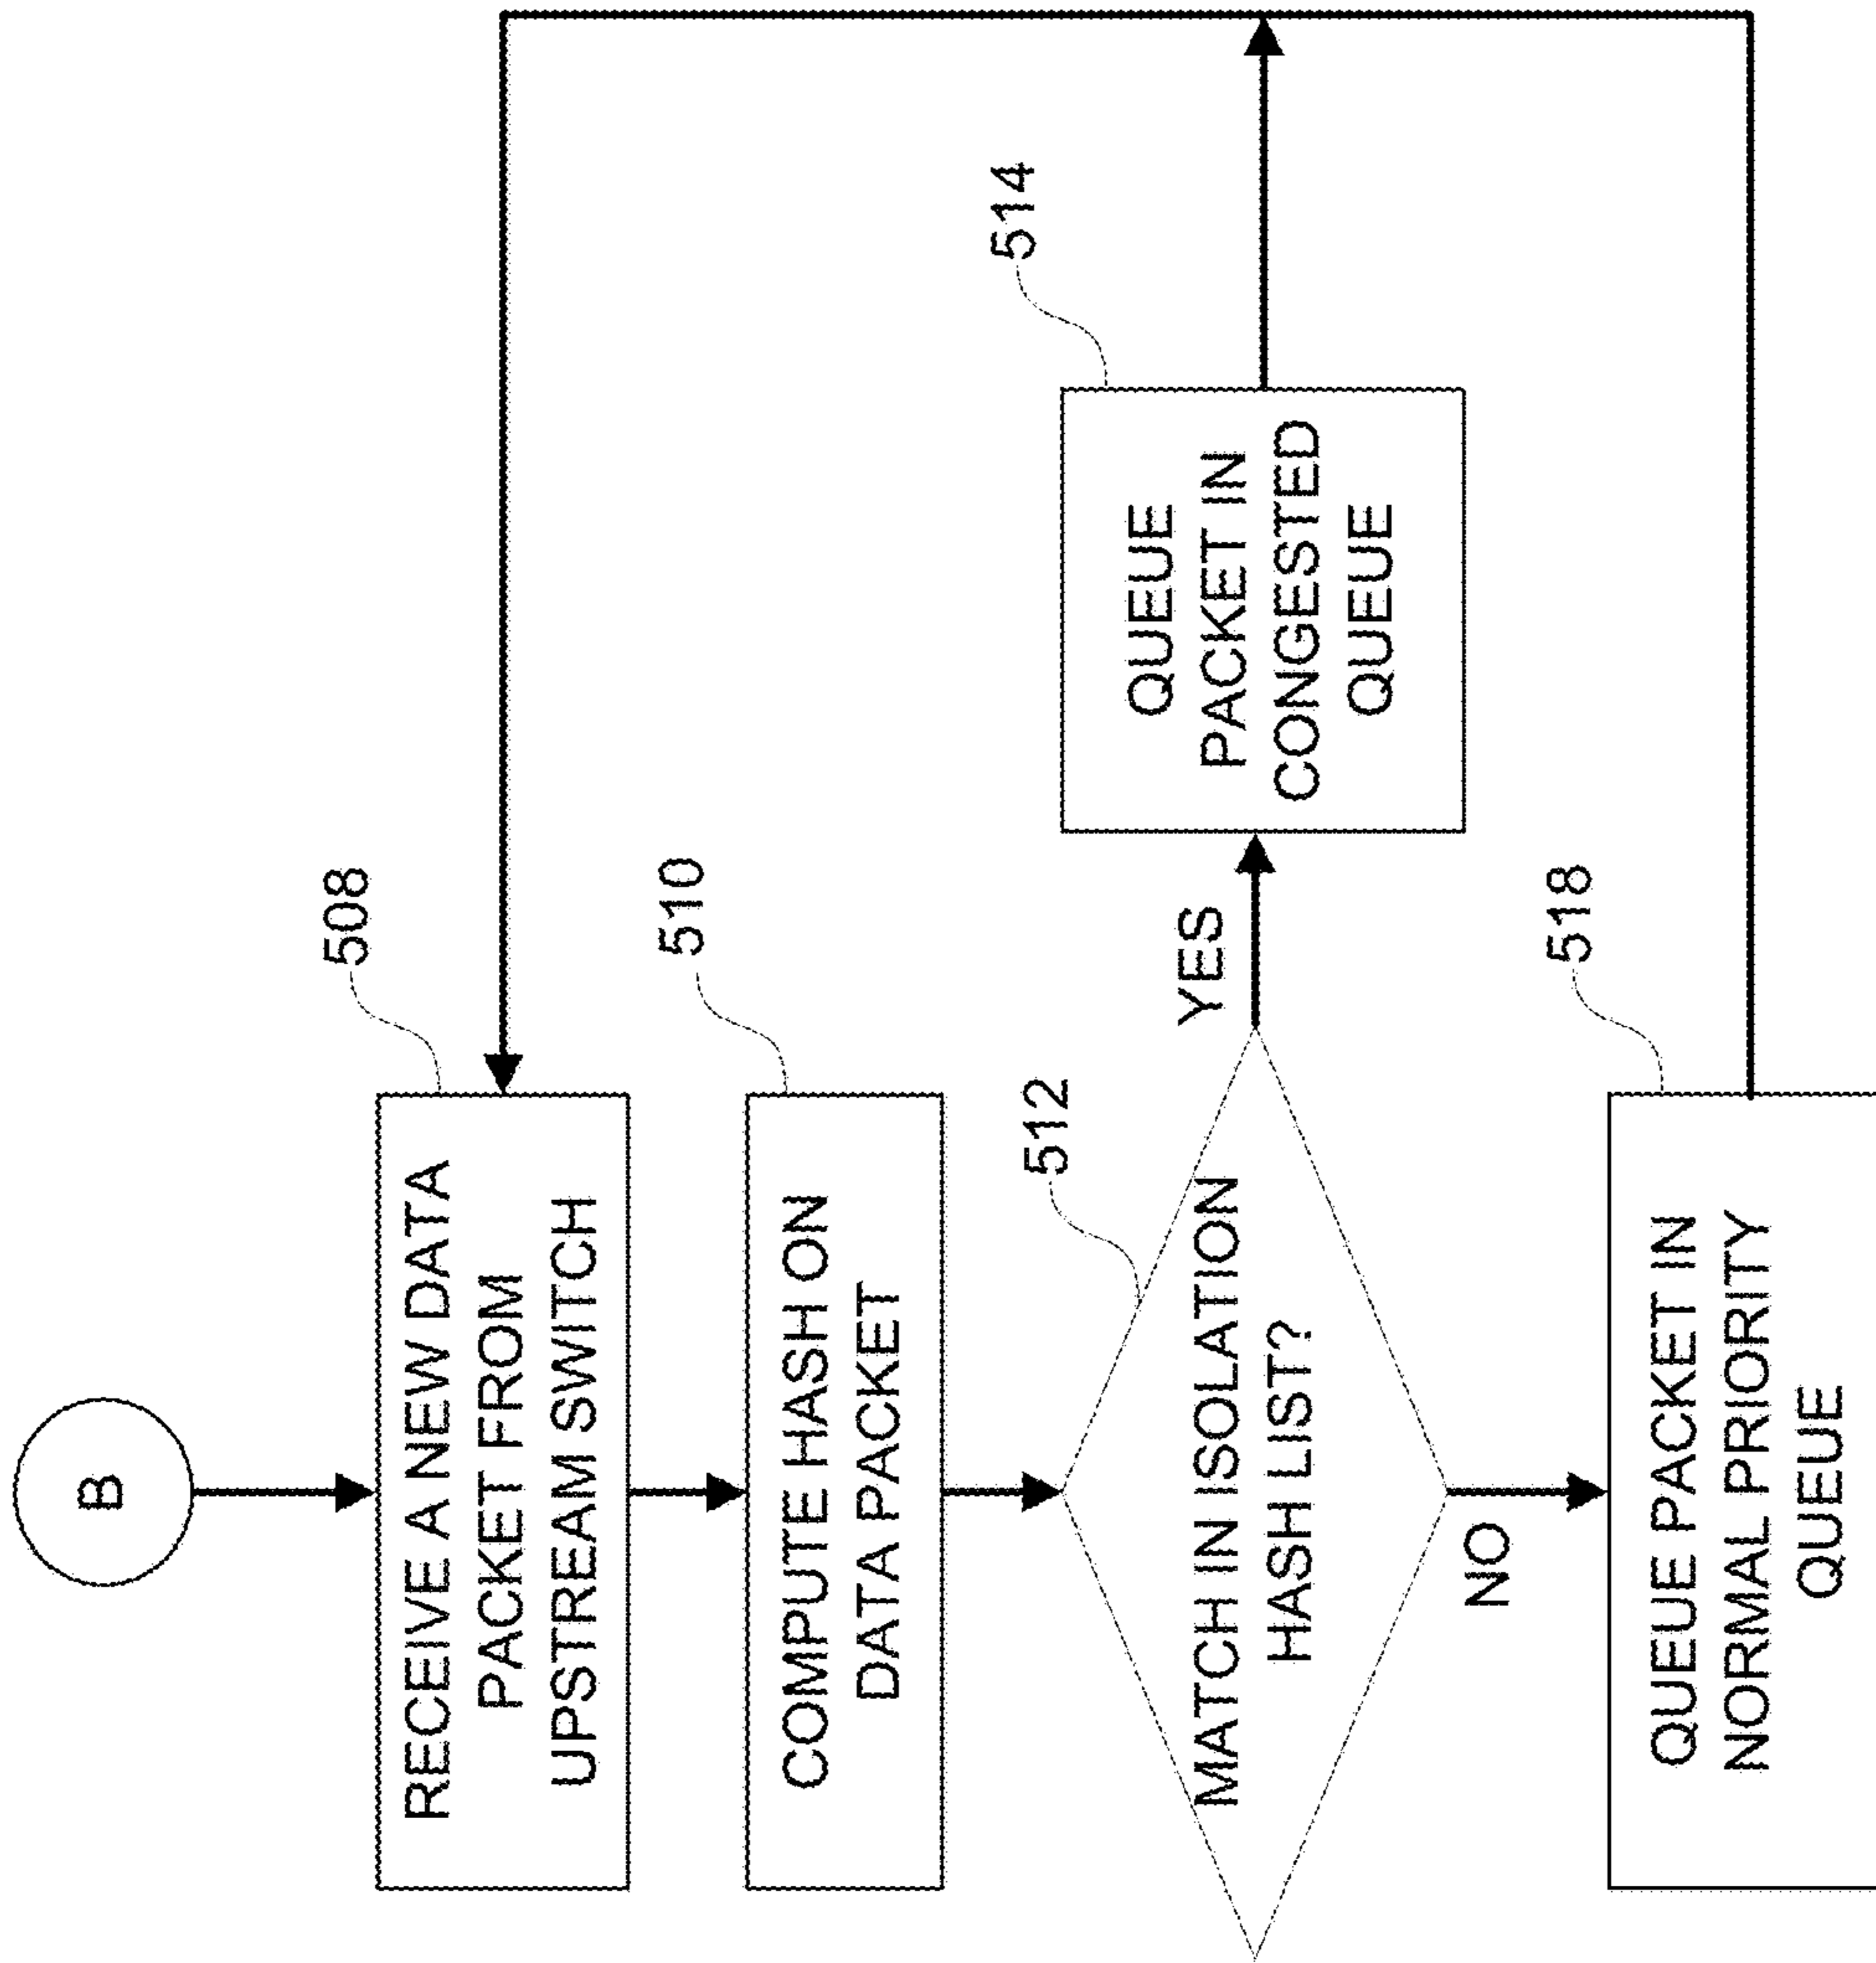 B
508
RECEIVE A NEW DATA
PACKET FROM
UPSTREAM SWITCH
510
COMPUTE HASH ON
DATA PACKET
512
MATCH IN ISOLATION
HASH LIST?
YES
514
QUEUE
PACKET IN
CONGESTED
QUEUE
NO
518
QUEUE PACKET IN
NORMAL PRIORITY
QUEUE